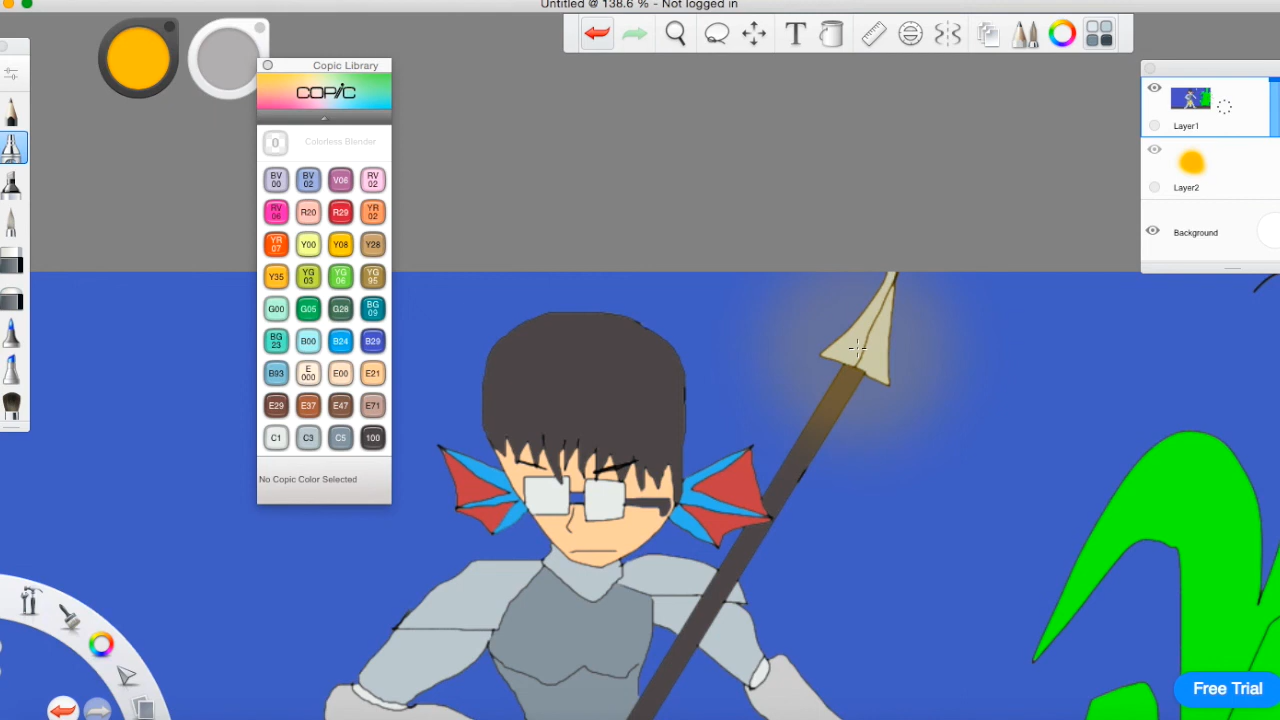 Untitled @ 138.6 % - Not logged in
T
Copic Library
COPIC
0 Colorless Blender
BV 00 BV 02 V06 RV 02
RV 06 R20 R29 YR 02
YR 07 Y00 Y08 Y28
Y35 YG 03 YG 06 YG 95
G00 G05 G28 BG 09
BG 23 B00 B24 B29
B93 E 000 E00 E21
E29 E37 E47 E71
C1 C3 C5 100
No Copic Color Selected
Layer1
Layer2
Background
Free Trial